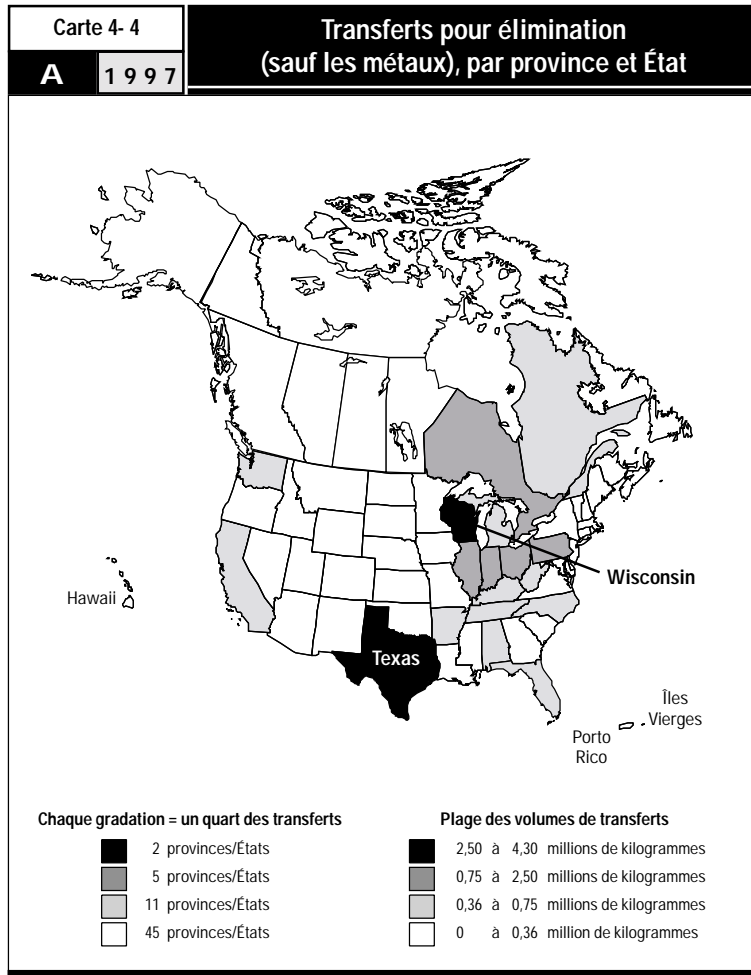 Carte 4- 4
A 1997
Transferts pour élimination
(sauf les métaux), par province et État
Hawaii
Wisconsin
Texas
Îles
Vierges
Porto
Rico
Chaque gradation = un quart des transferts
2 provinces/États
5 provinces/États
11 provinces/États
45 provinces/États
Plage des volumes de transferts
2,50 à 4,30 millions de kilogrammes
0,75 à 2,50 millions de kilogrammes
0,36 à 0,75 millions de kilogrammes
0 à 0,36 million de kilogrammes